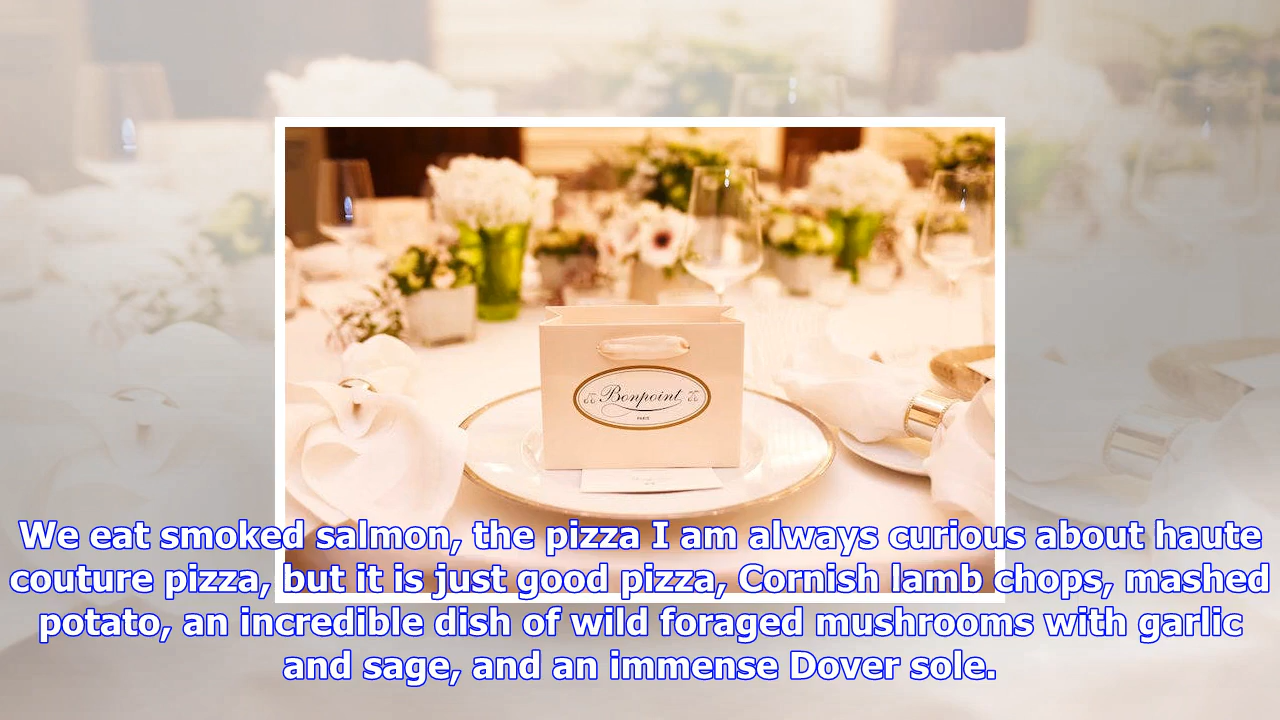 Bonpoint
PARIS
We eat smoked salmon, the pizza I am always curious about haute
couture pizza, but it is just good pizza, Cornish lamb chops, mashed
potato, an incredible dish of wild foraged mushrooms with garlic
and sage, and an immense Dover sole.